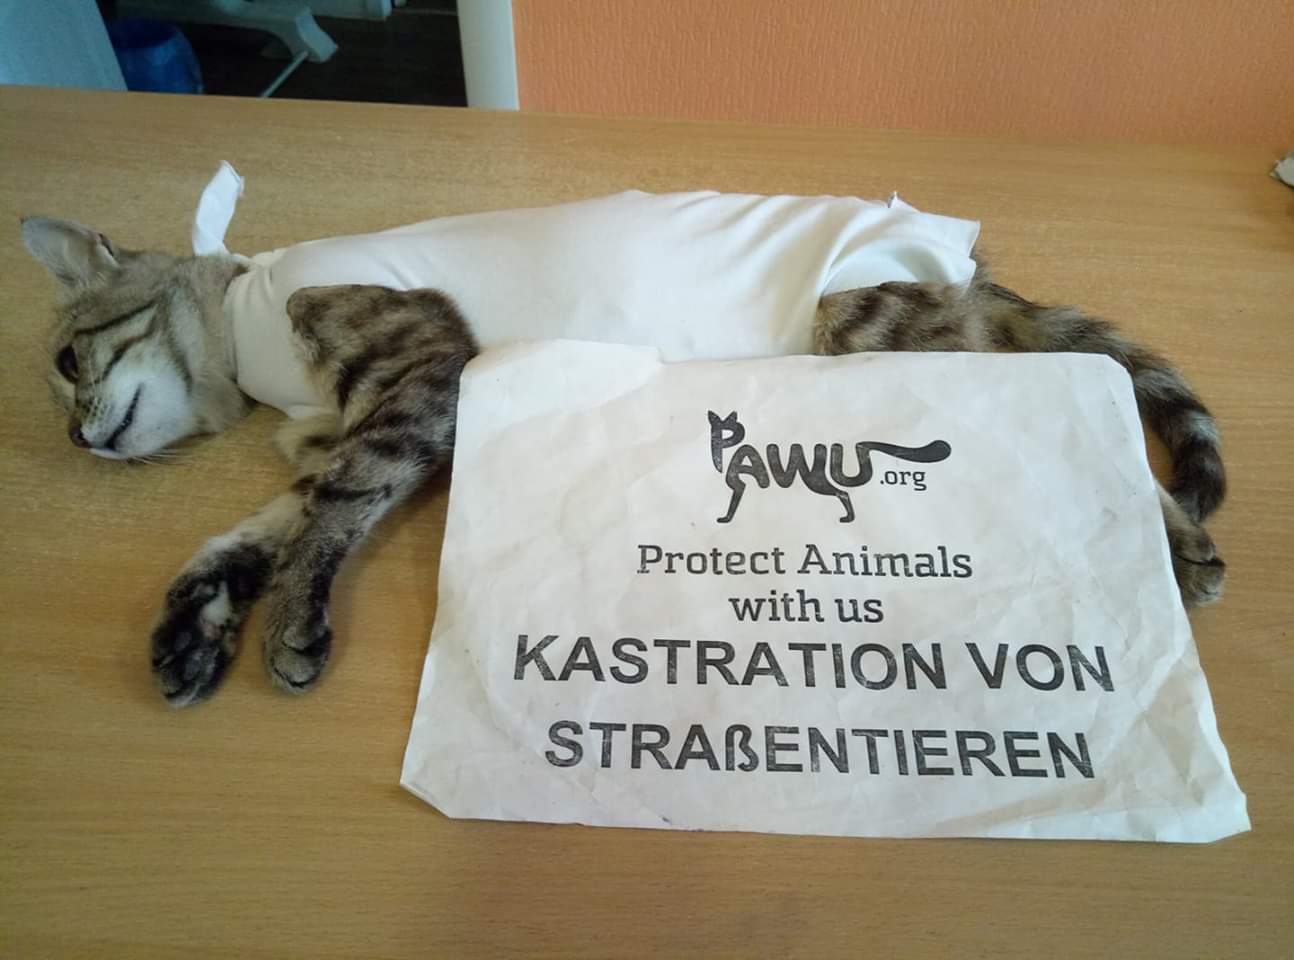 PAWU.org
Protect Animals
with us
KASTRATION VON
STRAßENTIEREN